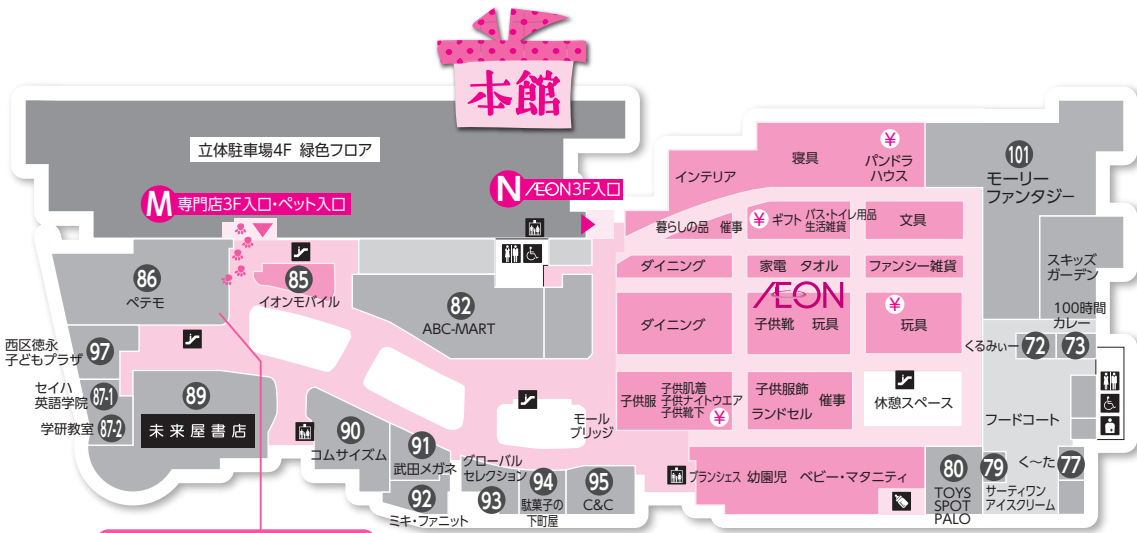 本館
立体駐車場4F 緑色フロア
M 専門店3F入口・ペット入口
N ÆON3F入口
インテリア
寝具
¥
パンドラ
ハウス
101
モーリー
ファンタジー
暮らしの品 催事
¥ ギフト
バス・トイレ用品
生活雑貨
文具
86
ペテモ
85
イオンモバイル
82
ABC-MART
ダイニング
家電 タオル
ファンシー雑貨
スキッズ
ガーデン
ÆON
ダイニング
子供靴 玩具
¥
玩具
100時間
カレー
くるみぃー 72
73
西区徳永
子どもプラザ
97
セイハ
英語学院
87-1
学研教室 87-2
89
未来屋書店
90
コムサイズム
91
武田メガネ
92
ミキ・ファニット
グローバル
セレクション
93
94
駄菓子の
下町屋
95
C&C
モール
ブリッジ
子供服
子供肌着
子供ナイトウエア
子供靴下
¥
子供服飾
ランドセル
催事
休憩スペース
フードコート
ブランシェス 幼園児 ベビー・マタニティ
80
TOYS
SPOT
PALO
79
サーティワン
アイスクリーム
く〜た 77